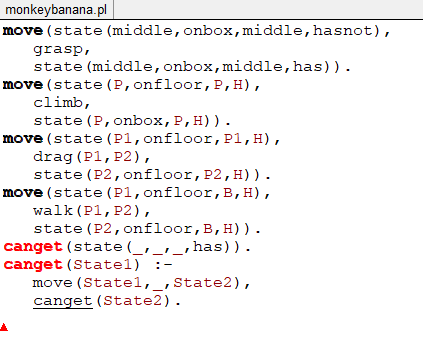 monkeybanana.pl
move(state(middle,onbox,middle,hasnot),
grasp,
state(middle,onbox,middle,has)).
move(state(P,onfloor,P,H),
climb,
state(P,onbox,P,H)).
move(state(P1,onfloor,P1,H),
drag(P1,P2),
state(P2,onfloor,P2,H)).
move(state(P1,onfloor,B,H),
walk(P1,P2),
state(P2,onfloor,B,H)).
canget(state(_,_,_,has)).
canget(State1) :-
move(State1,_,State2),
canget(State2).